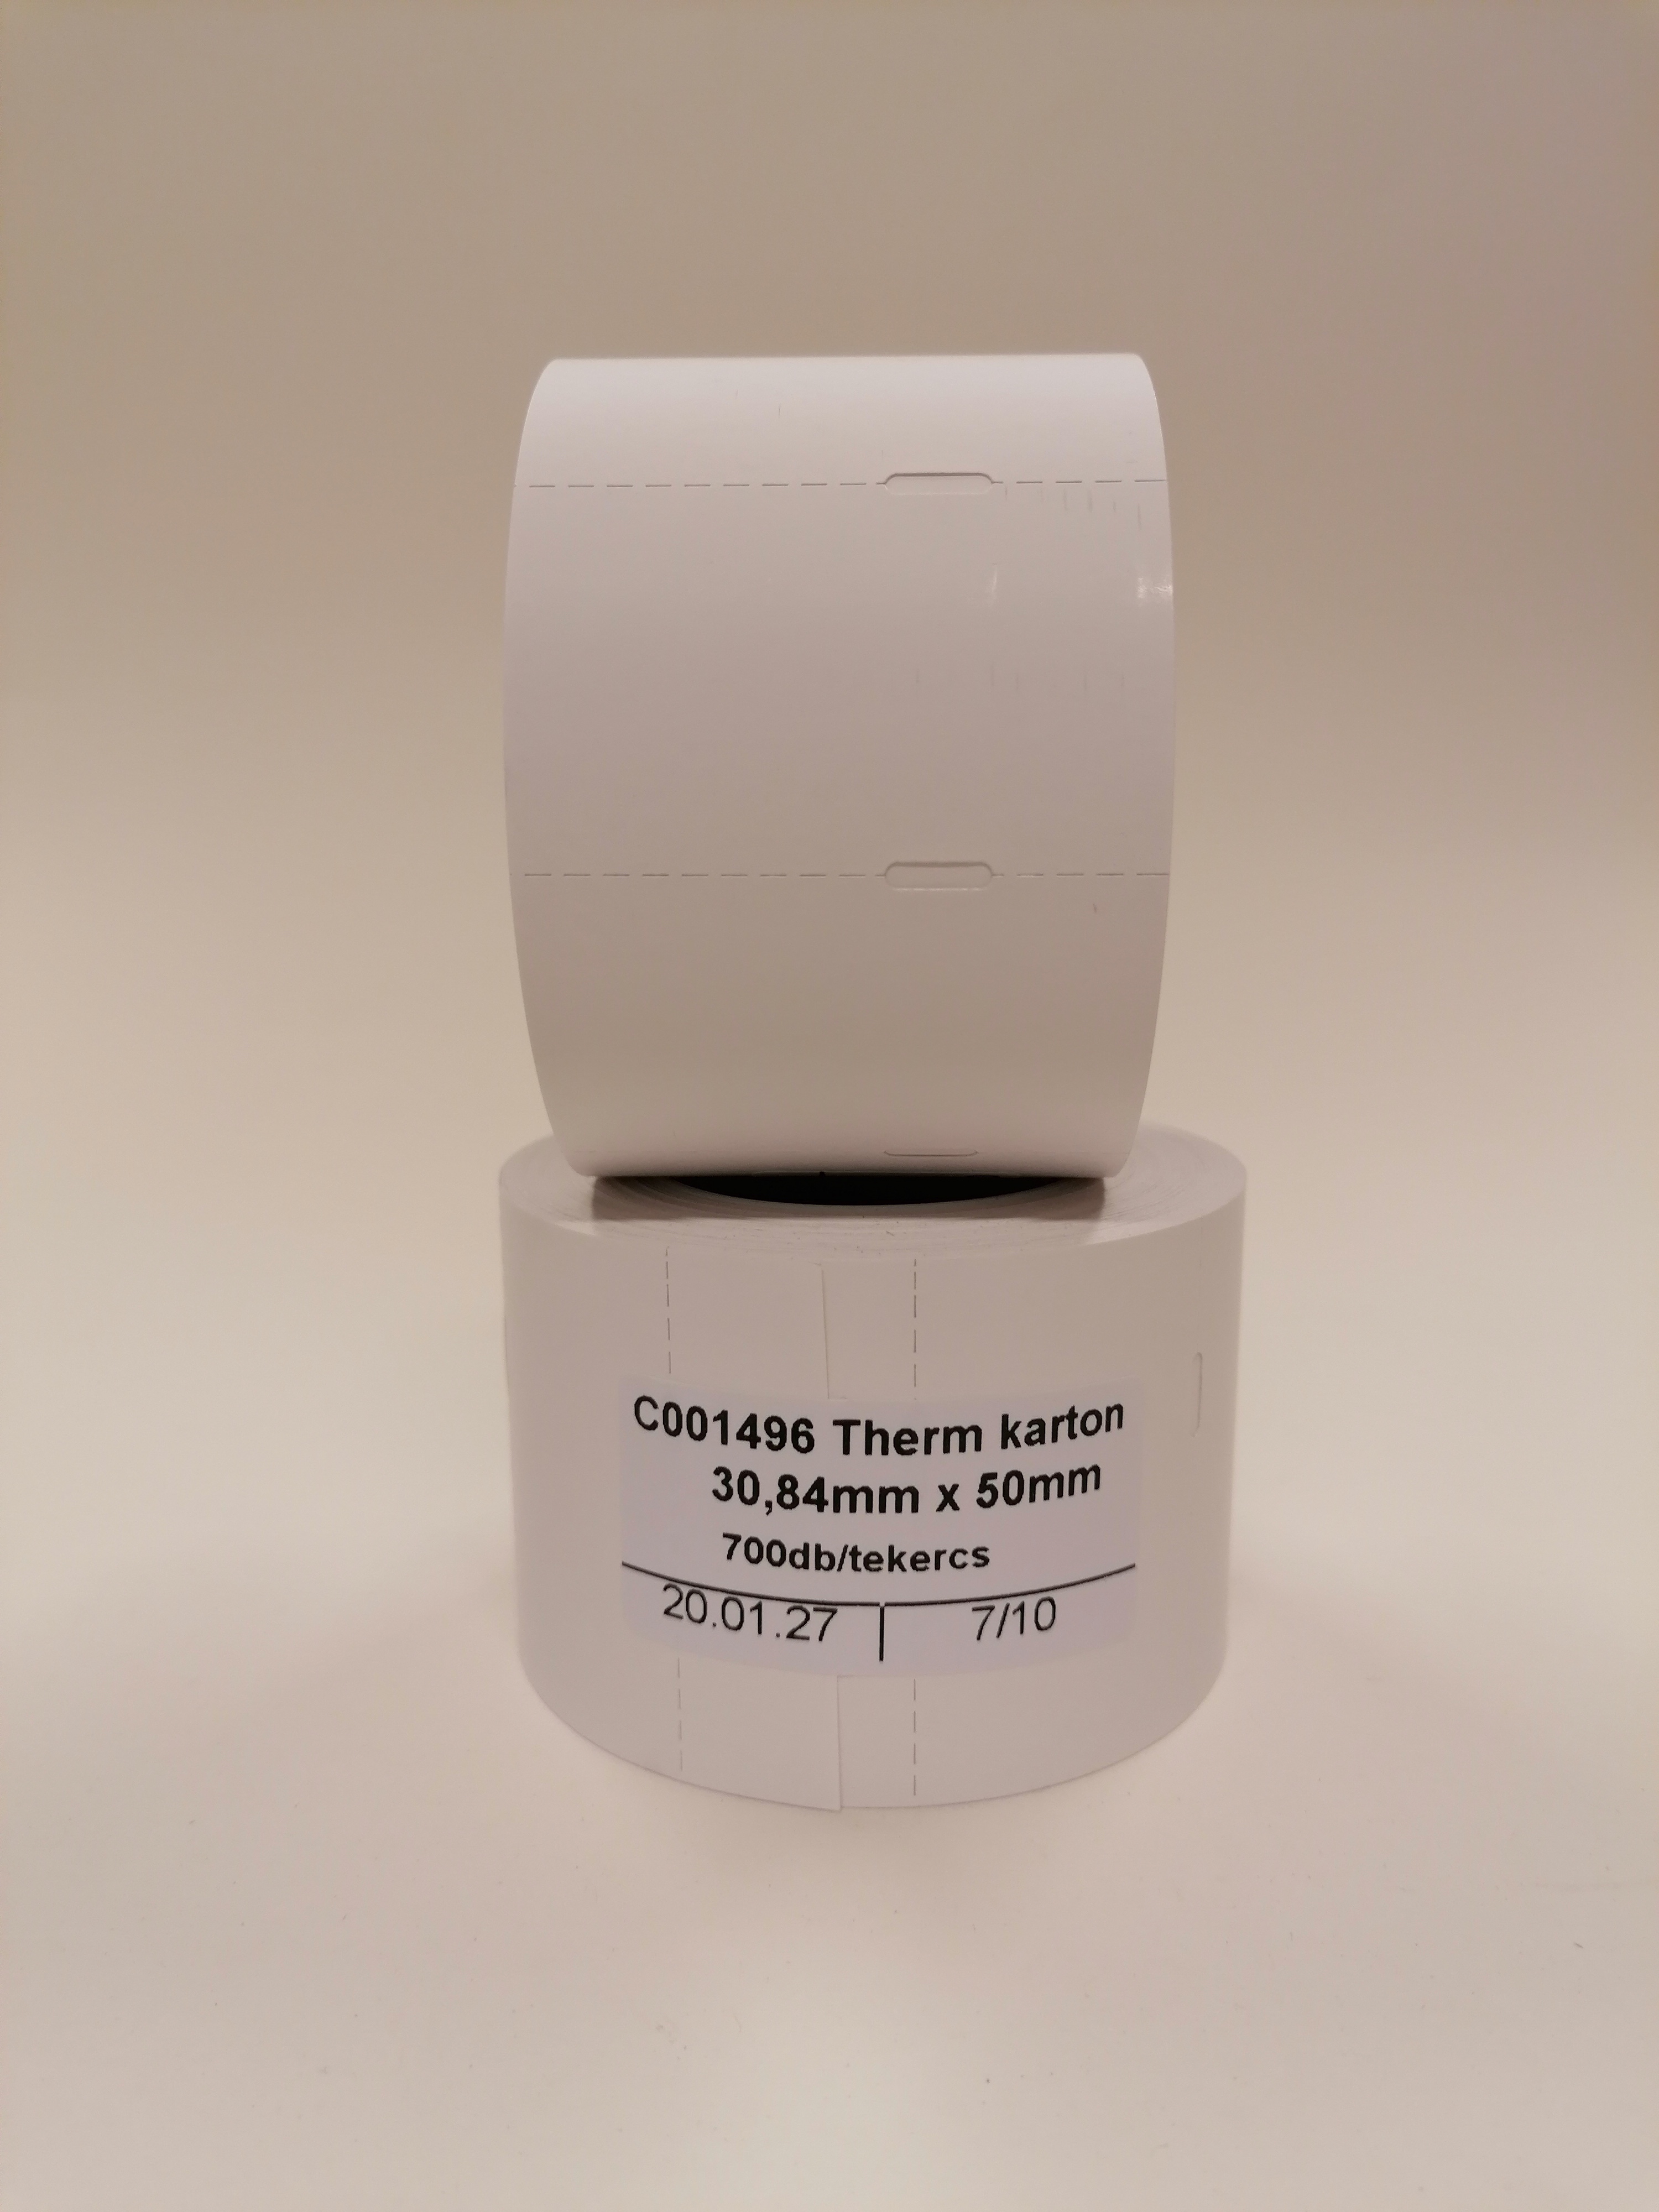 C001496 Therm karton
30,84mm x 50mm
700db/tekercs
20.01.27 7/10